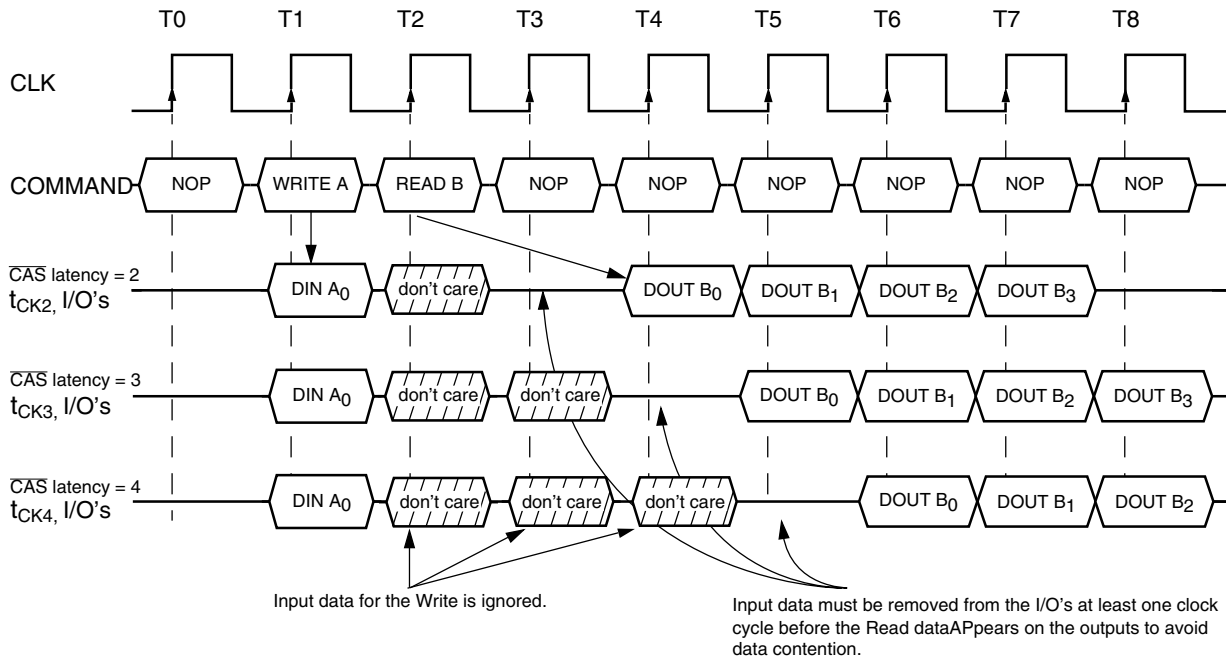 T0 T1 T2 T3 T4 T5 T6 T7 T8
CLK
COMMAND NOP WRITE A READ B NOP NOP NOP NOP NOP NOP
CAS latency = 2
tCK2, I/O's DIN A0 don't care DOUT B0 DOUT B1 DOUT B2 DOUT B3
CAS latency = 3
tCK3, I/O's DIN A0 don't care don't care DOUT B0 DOUT B1 DOUT B2 DOUT B3
CAS latency = 4
tCK4, I/O's DIN A0 don't care don't care don't care DOUT B0 DOUT B1 DOUT B2
Input data for the Write is ignored.
Input data must be removed from the I/O's at least one clock
cycle before the Read dataAPpears on the outputs to avoid
data contention.